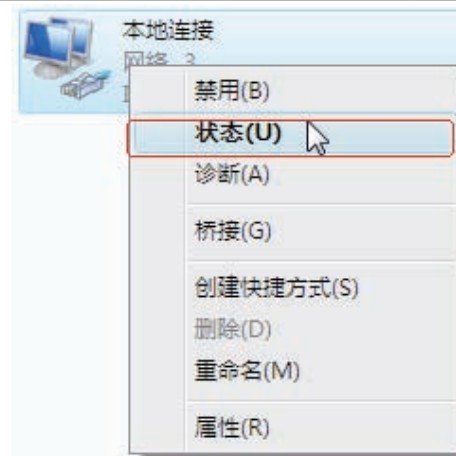 本地连接
网络 3
禁用(B)
状态(U)
诊断(A)
桥接(G)
创建快捷方式(S)
删除(D)
重命名(M)
属性(R)